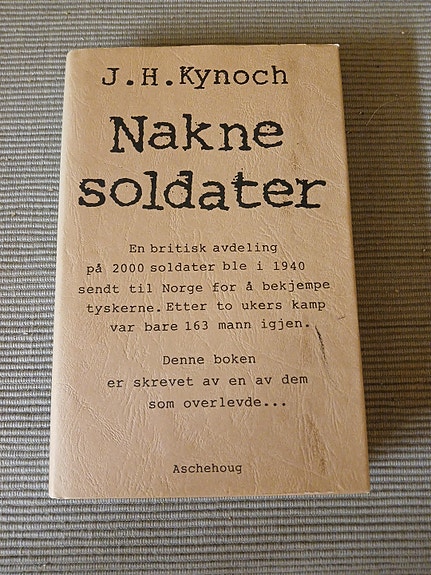 J.H.Kynoch
Nakne
soldater
En britisk avdeling
på 2000 soldater ble i 1940
sendt til Norge for å bekjempe
tyskerne. Etter to ukers kamp
var bare 163 mann igjen.
Denne boken
er skrevet av en av dem
som overlevde...
Aschehoug